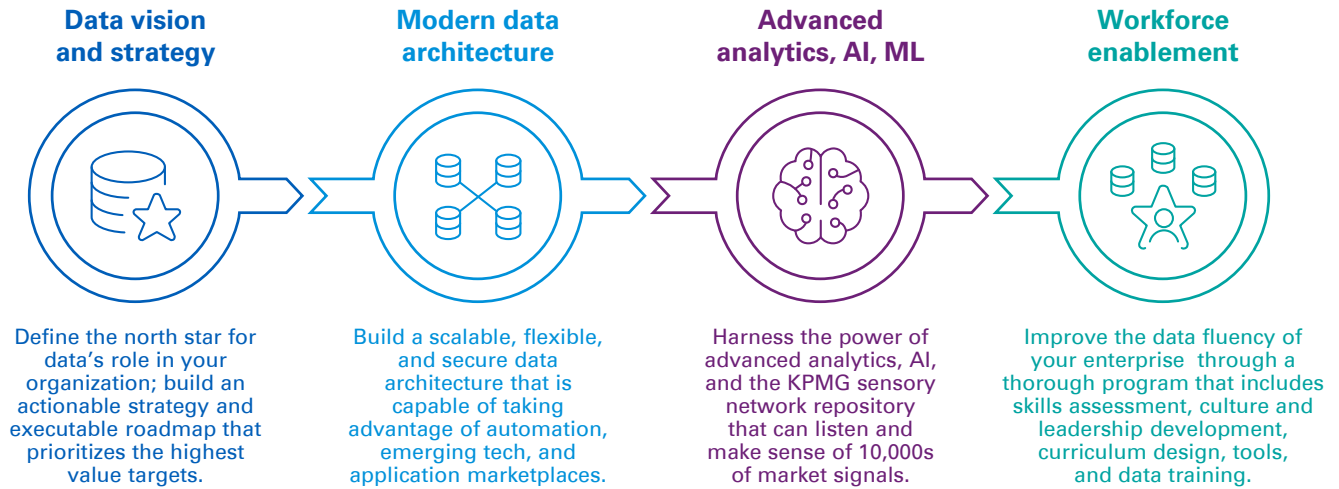 Data vision
and strategy
Modern data
architecture
Advanced
analytics, AI, ML
Workforce
enablement
Define the north star for
data’s role in your
organization; build an
actionable strategy and
executable roadmap that
prioritizes the highest
value targets.
Build a scalable, flexible,
and secure data
architecture that is
capable of taking
advantage of automation,
emerging tech, and
application marketplaces.
Harness the power of
advanced analytics, AI,
and the KPMG sensory
network repository
that can listen and
make sense of 10,000s
of market signals.
Improve the data fluency of
your enterprise through a
thorough program that includes
skills assessment, culture and
leadership development,
curriculum design, tools,
and data training.